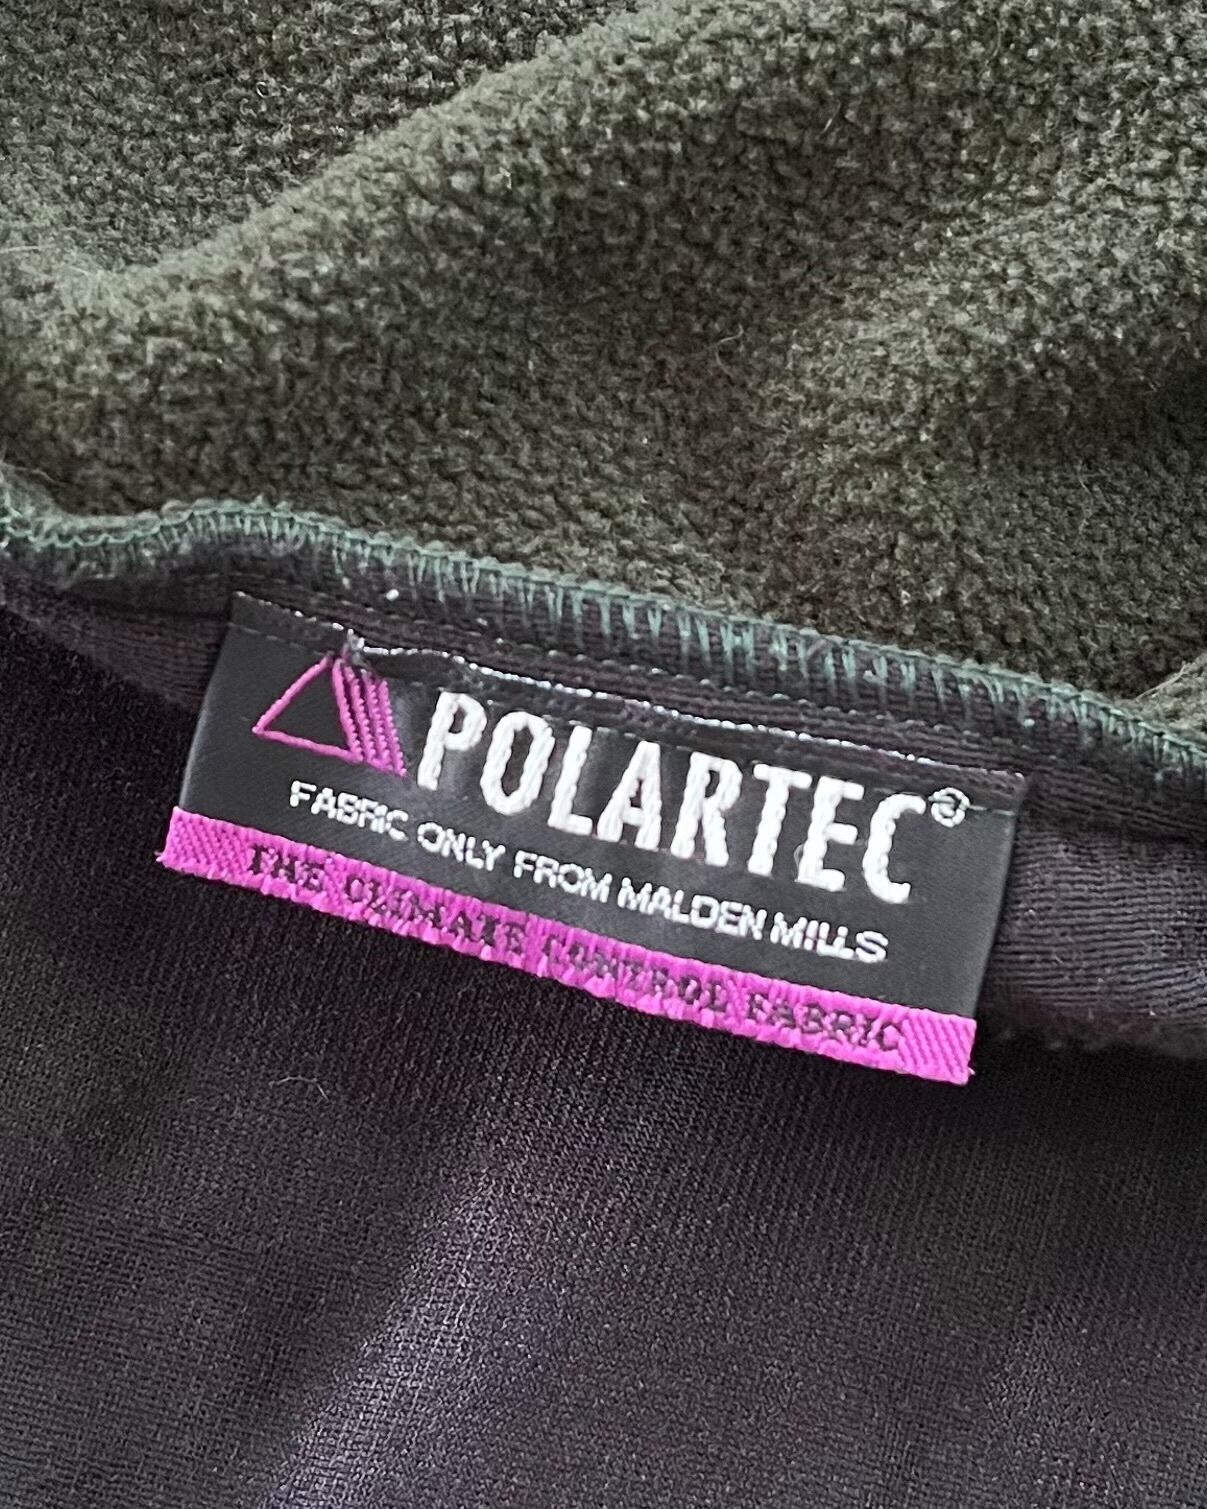 POLARTEC®
FABRIC ONLY FROM MALDEN MILLS
THE CLIMATE CONTROL FABRIC